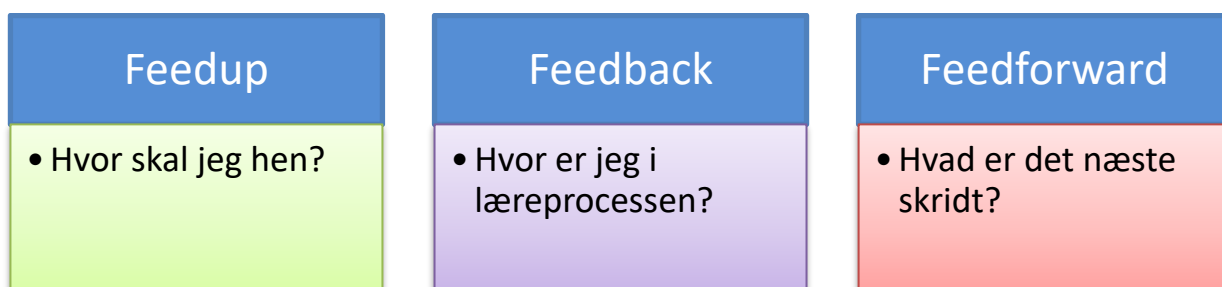 Feedup
• Hvor skal jeg hen?
Feedback
• Hvor er jeg i
læreprocessen?
Feedforward
• Hvad er det næste
skridt?